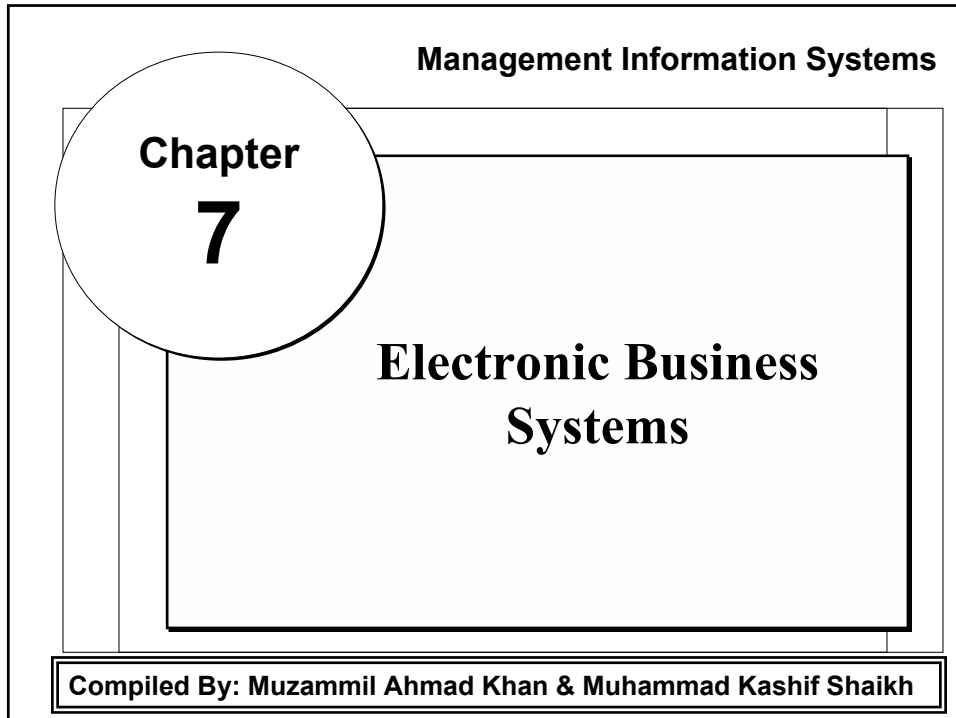 Management Information Systems
Chapter
7
Electronic Business
Systems
Compiled By: Muzammil Ahmad Khan & Muhammad Kashif Shaikh